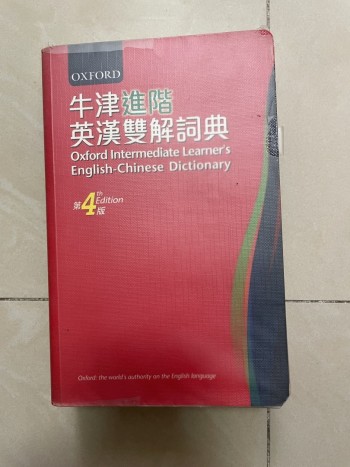 OXFORD
牛津進階
英漢雙解詞典
Oxford Intermediate Learner's
English-Chinese Dictionary
第4th Edition版
Oxford: the world's authority on the English language